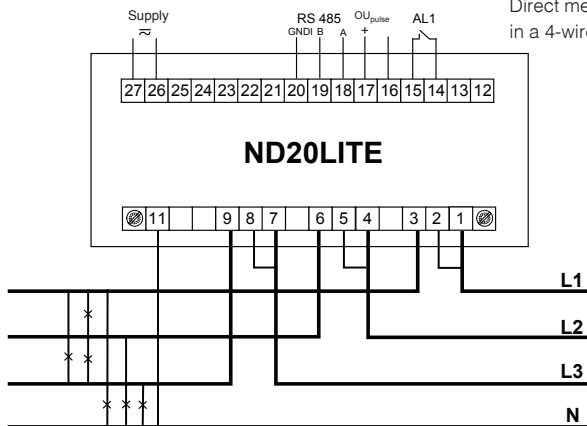 Direct me
in a 4-wire
Supply
RS 485
OUpulse
AL1
≂
GNDI B A + 
27 26 25 24 23 22 21 20 19 18 17 16 15 14 13 12
ND20LITE
11 9 8 7 6 5 4 3 2 1
L1
L2
L3
N